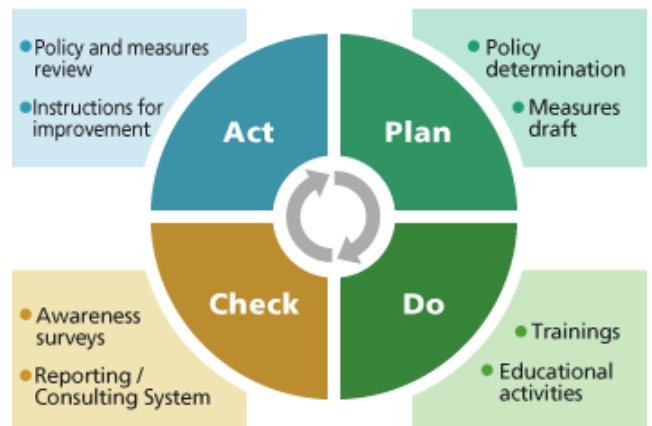 Policy and measures
review
Instructions for
improvement
Act
Policy
determination
Measures
draft
Plan
Awareness
surveys
Reporting /
Consulting System
Check
Trainings
Educational
activities
Do